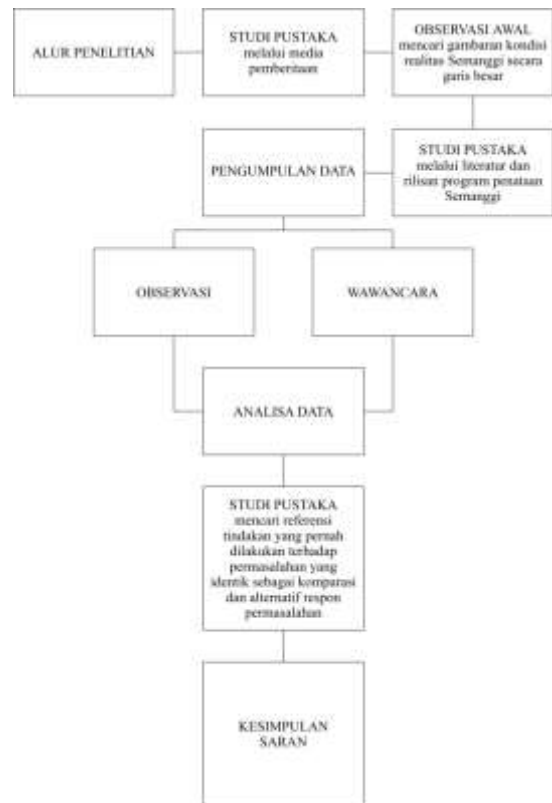 ALUR PENELITIAN
STUDI PUSTAKA
melalui media
pemberitaan
OBSERVASI AWAL
mencari gambaran kondisi
realitas Semanggi secara
garis besar
STUDI PUSTAKA
melalui literatur dan
rilisan program penataan
Semanggi
PENGUMPULAN DATA
OBSERVASI
WAWANCARA
ANALISA DATA
STUDI PUSTAKA
mencari referensi
tindakan yang pernah
dilakukan terhadap
permasalahan yang
identik sebagai komparasi
dan alternatif respon
permasalahan
KESIMPULAN
SARAN